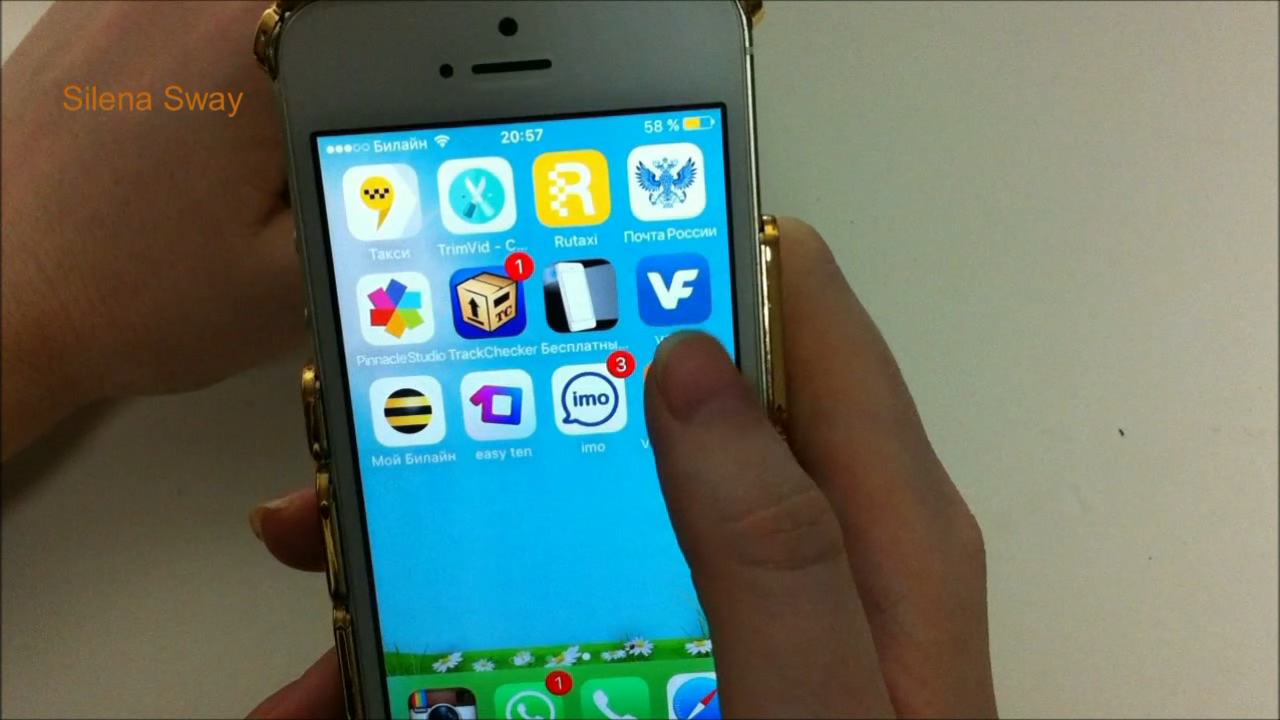 Silena Sway
Билайн 20:57 58 %
Такси TrimVid - C... Rutaxi Почта России
R
1 TC VF
PinnacleStudio TrackChecker Бесплатны...
3
imo
Мой Билайн easy ten imo
1